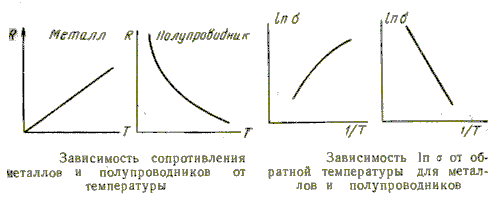 R Металл
T
R Полупроводник
T
ln σ
1/T
ln σ
1/T
Зависимость сопротивления
металлов и полупроводников от
температуры
Зависимость ln σ от об-
ратной температуры для метал-
лов и полупроводников